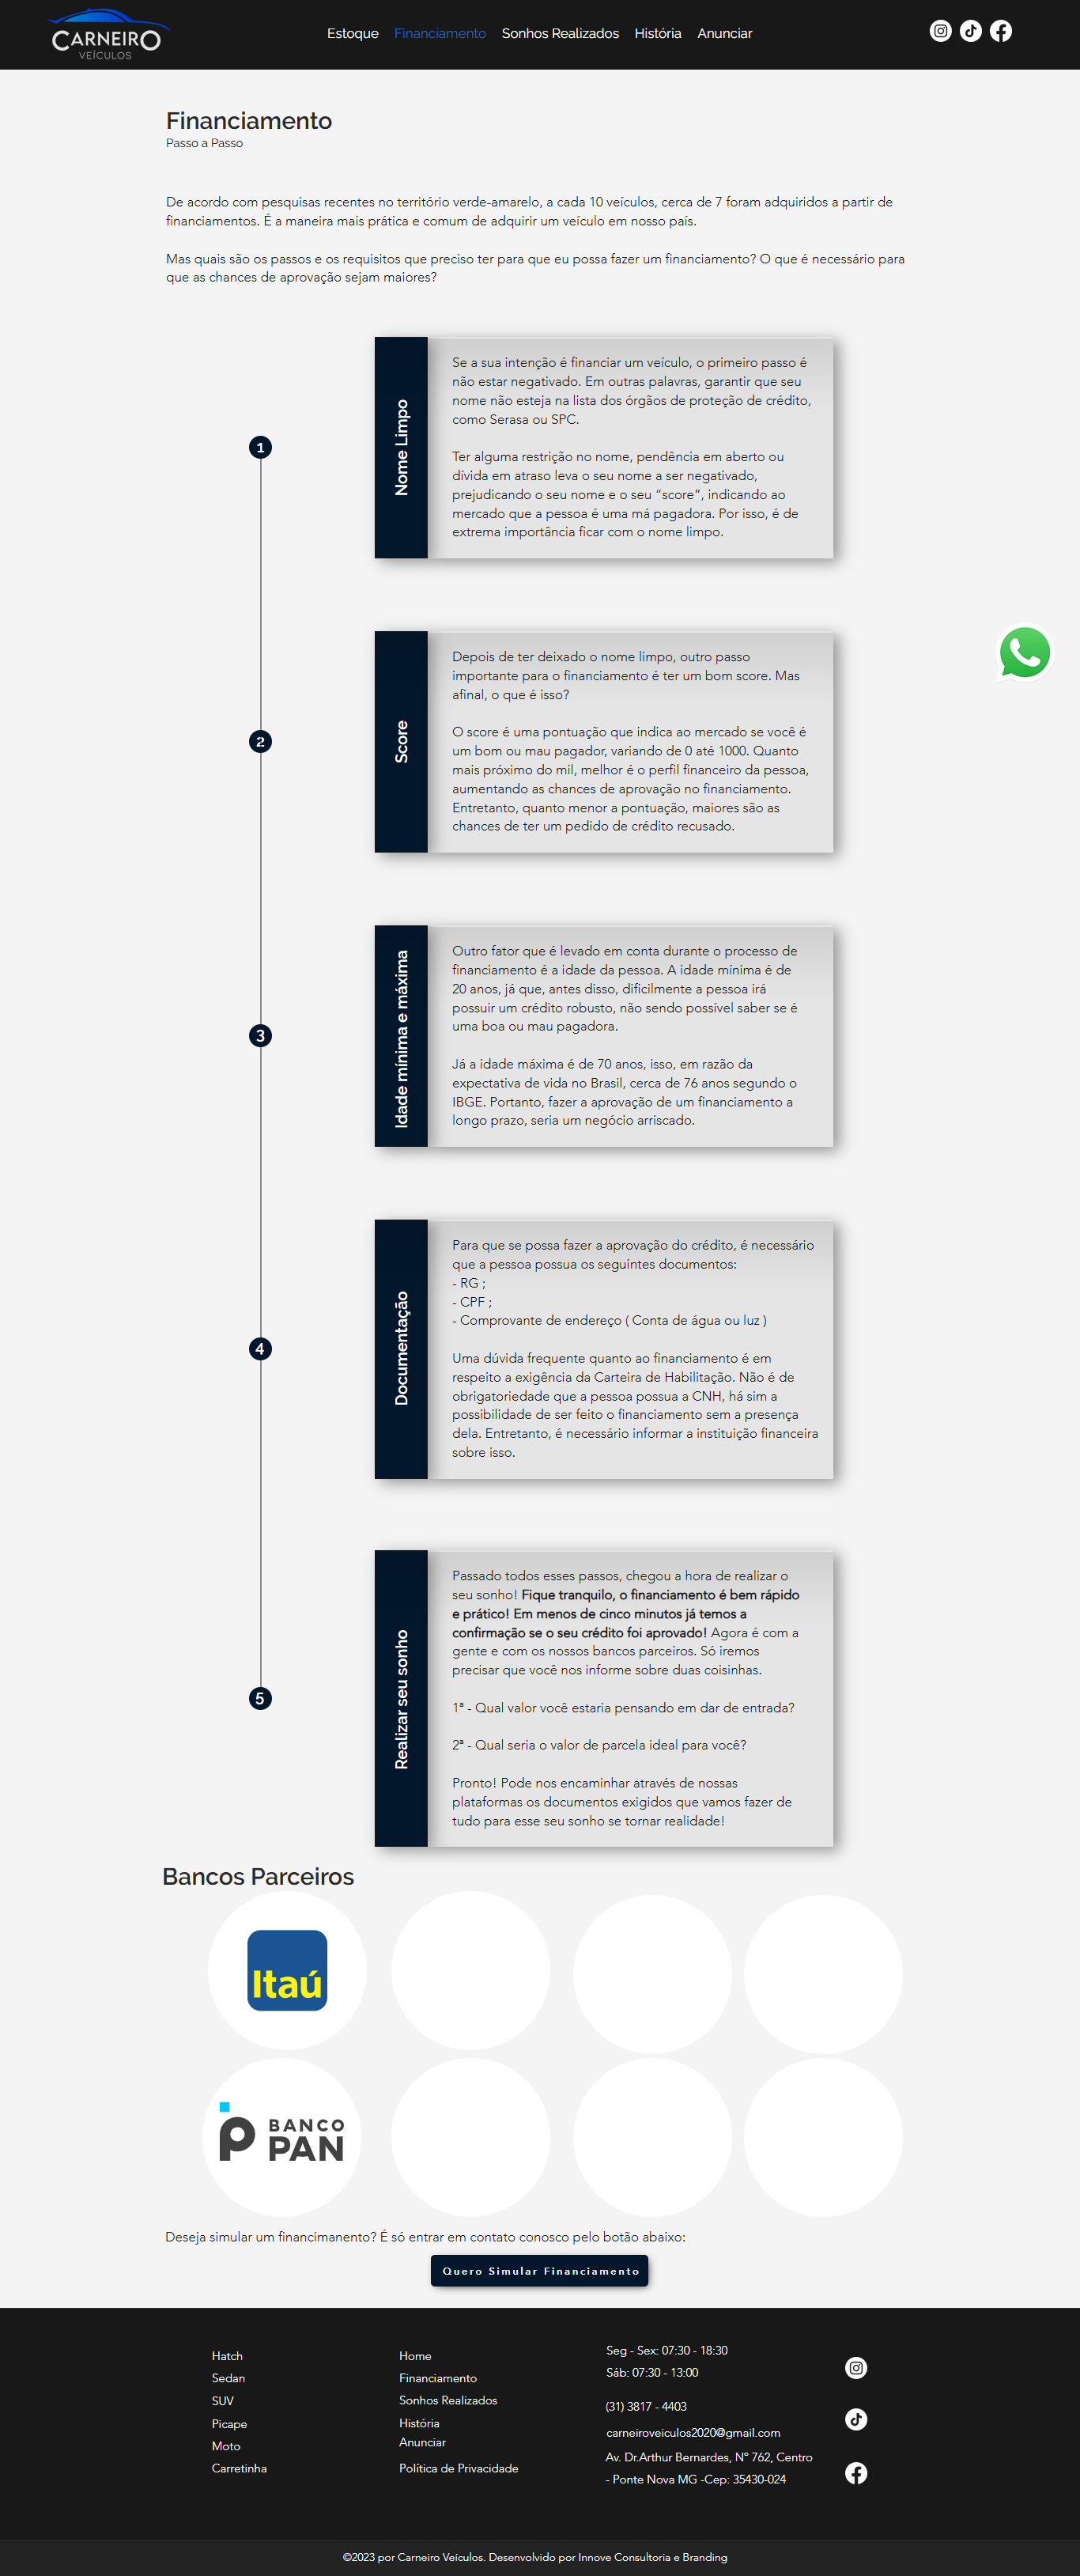 CARNEIRO
VEÍCULOS
Estoque Financiamento Sonhos Realizados História Anunciar
Financiamento
Passo a Passo
De acordo com pesquisas recentes no território verde-amarelo, a cada 10 veículos, cerca de 7 foram adquiridos a partir de
financiamentos. É a maneira mais prática e comum de adquirir um veículo em nosso país.
Mas quais são os passos e os requisitos que preciso ter para que eu possa fazer um financiamento? O que é necessário para
que as chances de aprovação sejam maiores?
1
Nome Limpo
Se a sua intenção é financiar um veículo, o primeiro passo é
não estar negativado. Em outras palavras, garantir que seu
nome não esteja na lista dos órgãos de proteção de crédito,
como Serasa ou SPC.
Ter alguma restrição no nome, pendência em aberto ou
dívida em atraso leva o seu nome a ser negativado,
prejudicando o seu nome e o seu “score”, indicando ao
mercado que a pessoa é uma má pagadora. Por isso, é de
extrema importância ficar com o nome limpo.
2
Score
Depois de ter deixado o nome limpo, outro passo
importante para o financiamento é ter um bom score. Mas
afinal, o que é isso?
O score é uma pontuação que indica ao mercado se você é
um bom ou mau pagador, variando de 0 até 1000. Quanto
mais próximo do mil, melhor é o perfil financeiro da pessoa,
aumentando as chances de aprovação no financiamento.
Entretanto, quanto menor a pontuação, maiores são as
chances de ter um pedido de crédito recusado.
3
Idade mínima e máxima
Outro fator que é levado em conta durante o processo de
financiamento é a idade da pessoa. A idade mínima é de
20 anos, já que, antes disso, dificilmente a pessoa irá
possuir um crédito robusto, não sendo possível saber se é
uma boa ou mau pagadora.
Já a idade máxima é de 70 anos, isso, em razão da
expectativa de vida no Brasil, cerca de 76 anos segundo o
IBGE. Portanto, fazer a aprovação de um financiamento a
longo prazo, seria um negócio arriscado.
4
Documentação
Para que se possa fazer a aprovação do crédito, é necessário
que a pessoa possua os seguintes documentos:
- RG ;
- CPF ;
- Comprovante de endereço ( Conta de água ou luz )
Uma dúvida frequente quanto ao financiamento é em
respeito a exigência da Carteira de Habilitação. Não é de
obrigatoriedade que a pessoa possua a CNH, há sim a
possibilidade de ser feito o financiamento sem a presença
dela. Entretanto, é necessário informar a instituição financeira
sobre isso.
5
Realizar seu sonho
Passado todos esses passos, chegou a hora de realizar o
seu sonho! Fique tranquilo, o financiamento é bem rápido
e prático! Em menos de cinco minutos já temos a
confirmação se o seu crédito foi aprovado! Agora é com a
gente e com os nossos bancos parceiros. Só iremos
precisar que você nos informe sobre duas coisinhas.
1ª - Qual valor você estaria pensando em dar de entrada?
2ª - Qual seria o valor de parcela ideal para você?
Pronto! Pode nos encaminhar através de nossas
plataformas os documentos exigidos que vamos fazer de
tudo para esse seu sonho se tornar realidade!
Bancos Parceiros
Itaú
BANCO
PAN
Deseja simular um financimanento? É só entrar em contato conosco pelo botão abaixo:
Quero Simular Financiamento
Hatch
Sedan
SUV
Picape
Moto
Carretinha
Home
Financiamento
Sonhos Realizados
História
Anunciar
Política de Privacidade
Seg - Sex: 07:30 - 18:30
Sáb: 07:30 - 13:00
(31) 3817 - 4403
carneiroveiculos2020@gmail.com
Av. Dr.Arthur Bernardes, Nº 762, Centro
- Ponte Nova MG -Cep: 35430-024
©2023 por Carneiro Veículos. Desenvolvido por Innove Consultoria e Branding